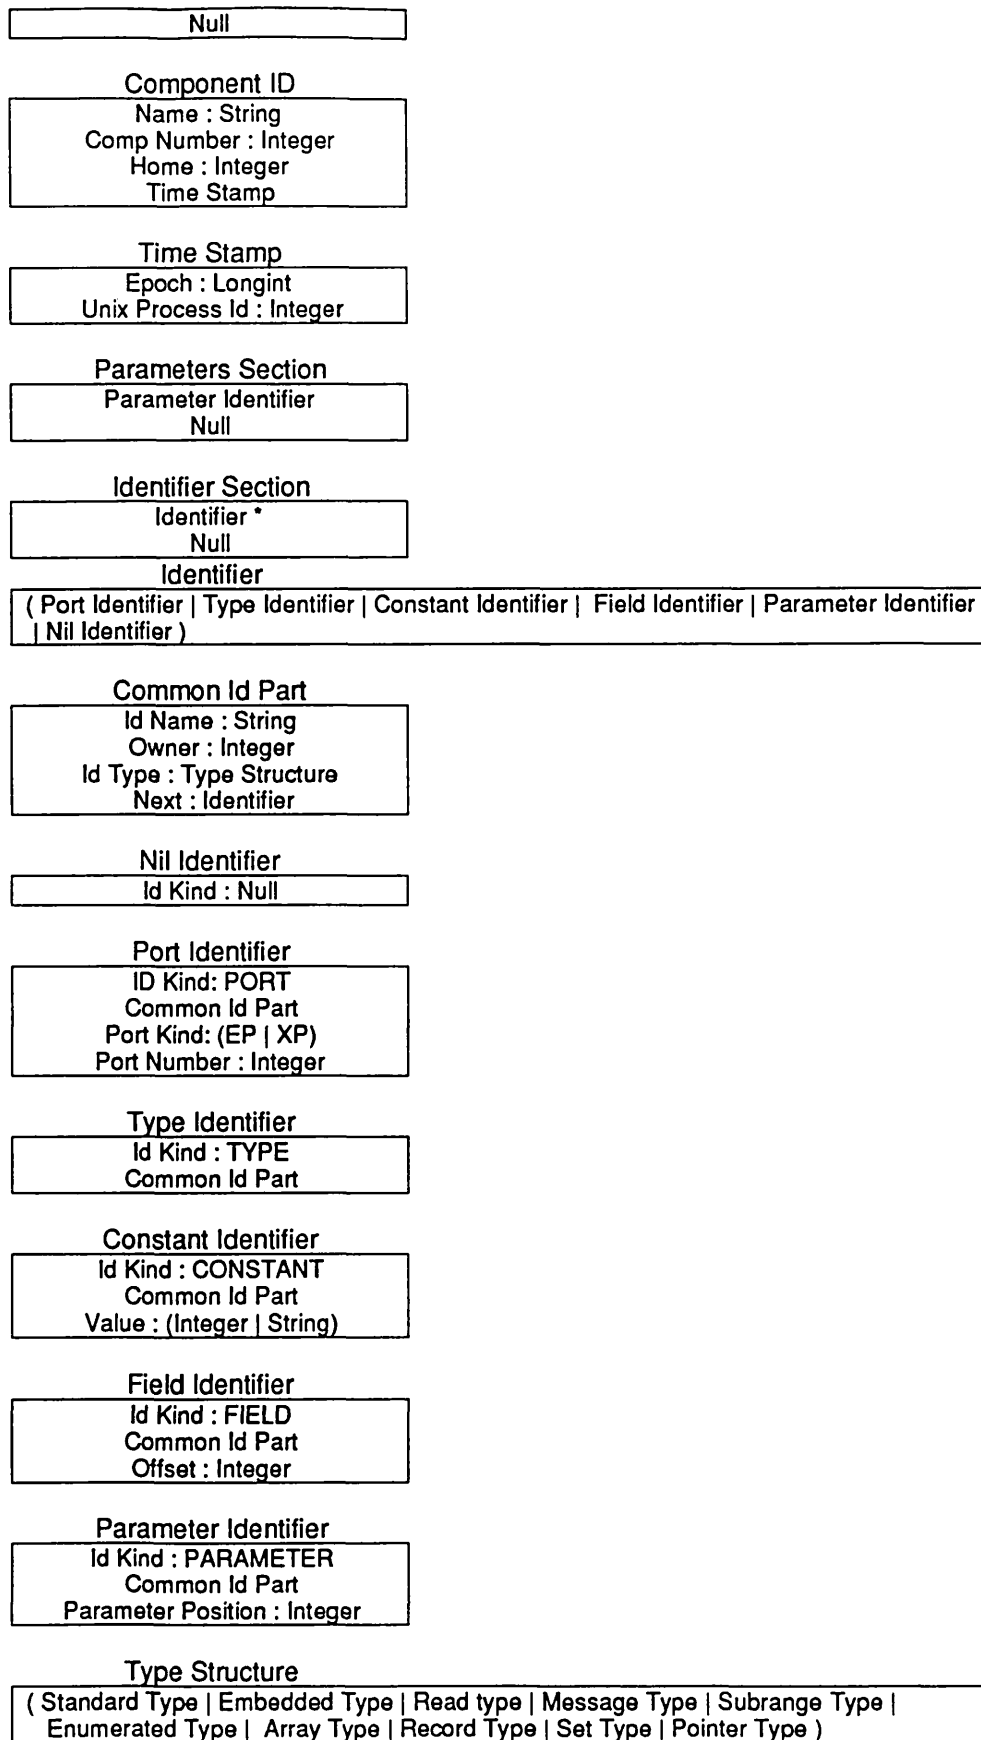 Null
Component ID
Name : String
Comp Number : Integer
Home : Integer
Time Stamp
Time Stamp
Epoch : Longint
Unix Process Id : Integer
Parameters Section
Parameter Identifier
Null
Identifier Section
Identifier *
Null
Identifier
( Port Identifier | Type Identifier | Constant Identifier | Field Identifier | Parameter Identifier
| Nil Identifier )
Common Id Part
Id Name : String
Owner : Integer
Id Type : Type Structure
Next : Identifier
Nil Identifier
Id Kind : Null
Port Identifier
ID Kind: PORT
Common Id Part
Port Kind: (EP | XP)
Port Number : Integer
Type Identifier
Id Kind : TYPE
Common Id Part
Constant Identifier
Id Kind : CONSTANT
Common Id Part
Value : (Integer | String)
Field Identifier
Id Kind : FIELD
Common Id Part
Offset : Integer
Parameter Identifier
Id Kind : PARAMETER
Common Id Part
Parameter Position : Integer
Type Structure
( Standard Type | Embedded Type | Read type | Message Type | Subrange Type |
Enumerated Type | Array Type | Record Type | Set Type | Pointer Type )